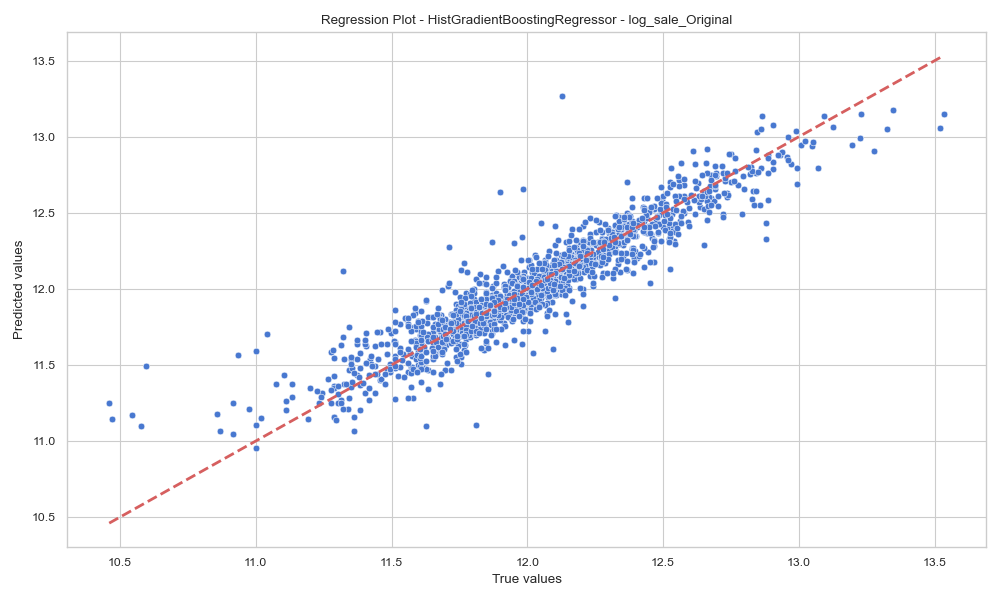 Regression Plot - HistGradientBoostingRegressor - log_sale_Original
Predicted values
13.5
13.0
12.5
12.0
11.5
11.0
10.5
10.5 11.0 11.5 12.0 12.5 13.0 13.5
True values